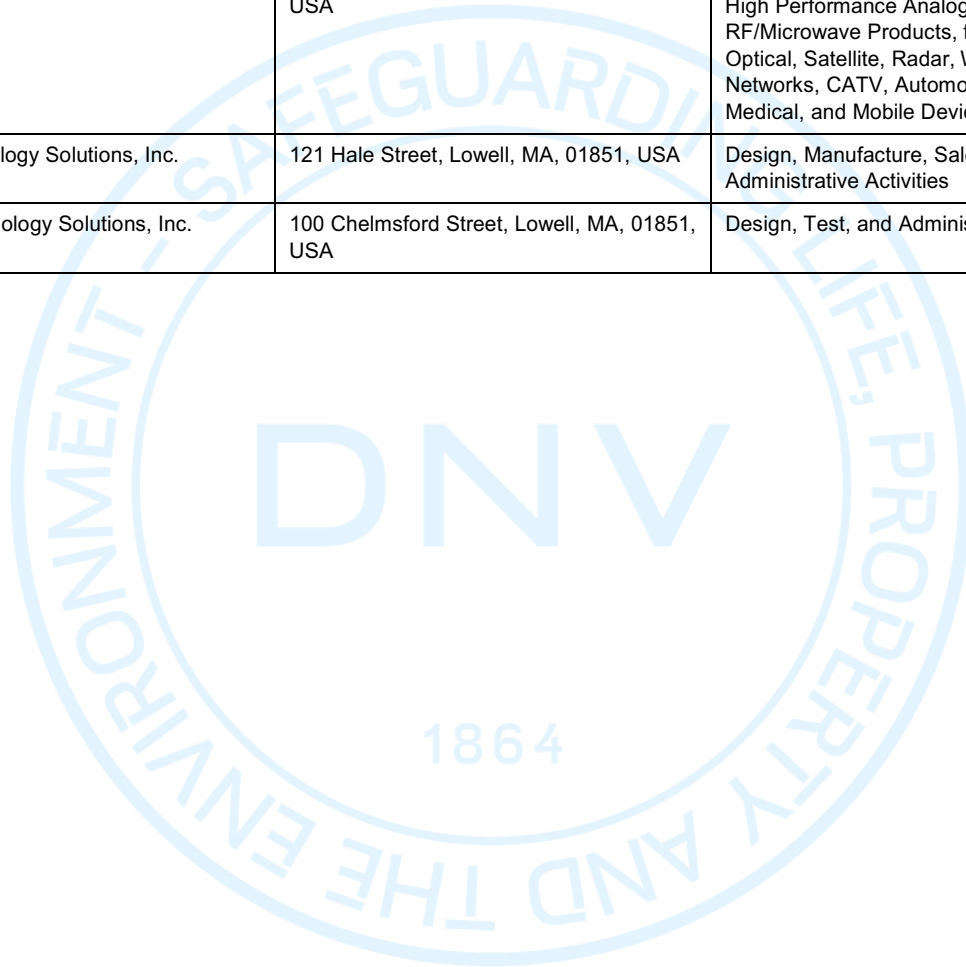 USA
High Performance Analog
RF/Microwave Products, f
Optical, Satellite, Radar, W
Networks, CATV, Automo
Medical, and Mobile Devi
logy Solutions, Inc.
121 Hale Street, Lowell, MA, 01851, USA
Design, Manufacture, Sal
Administrative Activities
ology Solutions, Inc.
100 Chelmsford Street, Lowell, MA, 01851,
USA
Design, Test, and Adminis
SAFEGUARDING LIFE, PROPERTY AND THE ENVIRONMENT –
DNV
1864